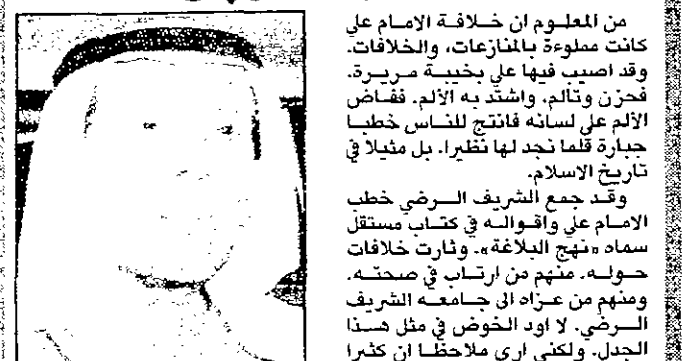 من المعلوم ان خلافة الامام علي
كانت مملوءة بالمنازعات، والخلافات.
وقد اصيب فيها علي بخيبة مريرة.
فحزن وتألم. واشتد به الألم. ففاض
الألم على لسانه فانتج للناس خطبا
جبارة قلما نجد لها نظيرا. بل مثيلا في
تاريخ الاسلام.
وقد جمع الشريف الرضي خطب
الامام علي واقواله في كتاب مستقل
سماه «نهج البلاغة». وثارت خلافات
حوله. منهم من ارتاب في صحته.
ومنهم من عزاه الى جامعه الشريف
الرضي. لا اود الخوض في مثل هذا
الجدل. ولكني ارى ملاحظا ان كثيرا